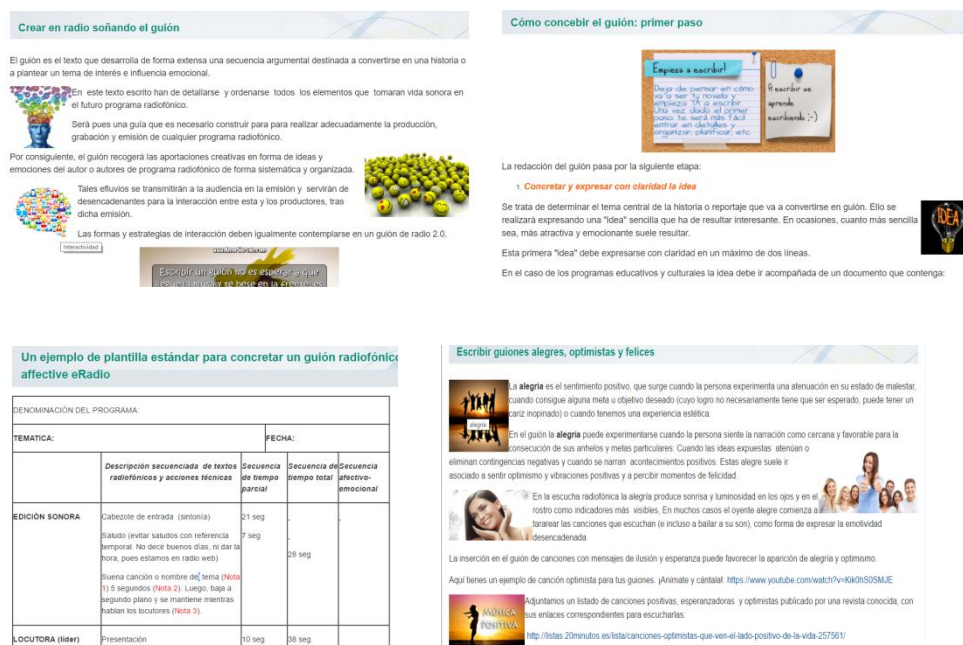 Crear en radio soñando el guión
El guión es el texto que desarrolla de forma extensa una secuencia argumental destinada a convertirse en una historia o
a plantear un tema de interés e influencia emocional.
En este texto escrito han de detallarse y ordenarse todos los elementos que tomaran vida sonora en
el futuro programa radiofónico.
Será pues una guía que es necesario construir para para realizar adecuadamente la producción,
grabación y emisión de cualquier programa radiofónico.
Por consiguiente, el guión recogerá las aportaciones creativas en forma de ideas y
emociones del autor o autores de programa radiofónico de forma sistemática y organizada.
Tales efluvios se transmitirán a la audiencia en la emisión y servirán de
desencadenantes para la interacción entre esta y los productores, tras
dicha emisión.
Las formas y estrategias de interacción deben igualmente contemplarse en un guión de radio 2.0.
Interactividad
Escribir un guión no es esperar a que
llegue la musa y te bese en la frente, es
Cómo concebir el guión: primer paso
Empieza a escribir!
Deja de pensar en cómo
va a ser tu novela y
empieza YA a escribir.
Una vez dado el primer
paso te será más fácil
entrar en detalles y
organizar, planificar, etc
A escribir se
aprende
escribiendo ;-)
La redacción del guión pasa por la siguiente etapa:
1. Concretar y expresar con claridad la idea
Se trata de determinar el tema central de la historia o reportaje que va a convertirse en guión. Ello se
realizará expresando una "idea" sencilla que ha de resultar interesante. En ocasiones, cuanto más sencilla
sea, más atractiva y emocionante suele resultar.
IDEA
Esta primera "idea" debe expresarse con claridad en un máximo de dos líneas.
En el caso de los programas educativos y culturales la idea debe ir acompañada de un documento que contenga:
Un ejemplo de plantilla estándar para concretar un guión radiofónico
affective eRadio
DENOMINACIÓN DEL PROGRAMA:
TEMATICA: FECHA:
Descripción secuenciada de textos radiofónicos y acciones técnicas
Secuencia de tiempo parcial
Secuencia de tiempo total
Secuencia afectivo-emocional
EDICIÓN SONORA
Cabezote de entrada (sintonía) 21 seg
Saludo (evitar saludos con referencia 7 seg
temporal. No decir buenos días, ni dar la
hora, pues estamos en radio web) 28 seg
Suena canción o nombre del tema (Nota
1) 5 segundos (Nota 2). Luego, baja a
segundo plano y se mantiene mientras
hablan los locutores (Nota 3).
LOCUTORA (líder) Presentación 10 seg 38 seg
Escribir guiones alegres, optimistas y felices
La alegría es el sentimiento positivo, que surge cuando la persona experimenta una atenuación en su estado de malestar,
cuando consigue alguna meta u objetivo deseado (cuyo logro no necesariamente tiene que ser esperado, puede tener un
cariz inopinado) o cuando tenemos una experiencia estética.
alegría
En el guión la alegría puede experimentarse cuando la persona siente la narración como cercana y favorable para la
consecución de sus anhelos y metas particulares. Cuando las ideas expuestas atenúan o
eliminan contingencias negativas y cuando se narran acontecimientos positivos. Estas alegre suele ir
asociado a sentir optimismo y vibraciones positivas y a percibir momentos de felicidad.
En la escucha radiofónica la alegría produce sonrisa y luminosidad en los ojos y en el
rostro como indicadores más visibles, En muchos casos el oyente alegre comienza a
tararear las canciones que escuchan (e incluso a bailar a su son), como forma de expresar la emotividad
desencadenada.
La inserción en el guión de canciones con mensajes de ilusión y esperanza puede favorecer la aparición de alegría y optimismo.
Aquí tienes un ejemplo de canción optimista para tus guiones. ¡Anímate y cántala!: https://www.youtube.com/watch?v=Kik0hS0SMJE
MÚSICA
POSITIVA
Adjuntamos un listado de canciones positivas, esperanzadoras y optimistas publicado por una revista conocida, con
sus enlaces correspondientes para escucharlas.
http://listas.20minutos.es/lista/canciones-optimistas-que-ven-el-lado-positivo-de-la-vida-257561/